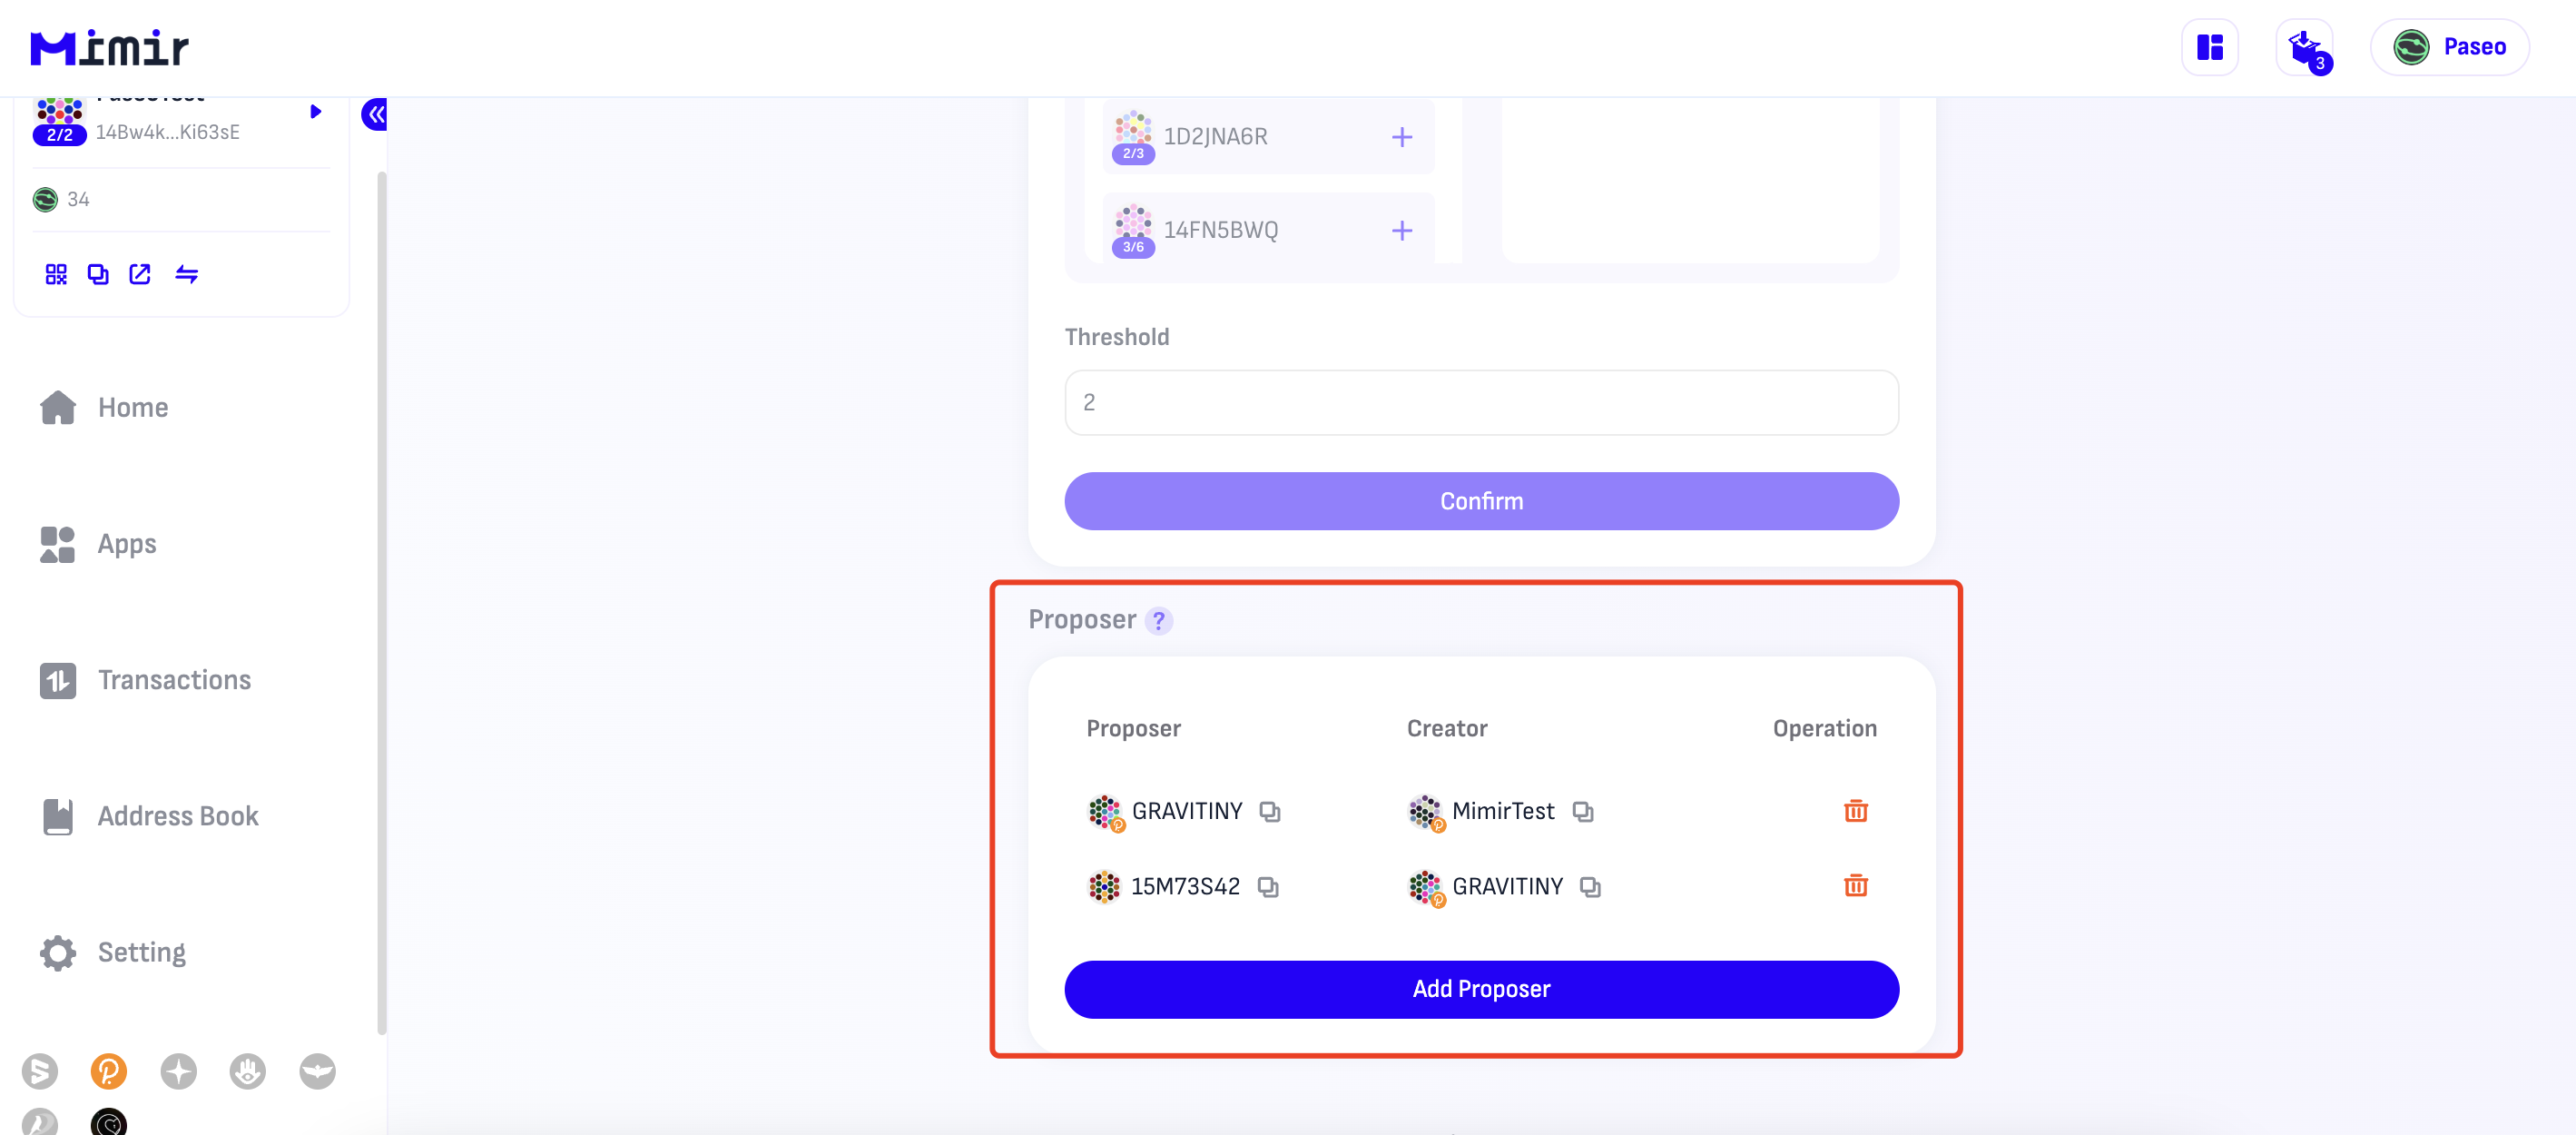 Mimir
3
Paseo
PaseoTest
2/2
14Bw4k...Ki63sE
34
Home
Apps
Transactions
Address Book
Setting
2/3
1D2JNA6R
3/6
14FN5BWQ
Threshold
2
Confirm
Proposer ?
Proposer Creator Operation
GRAVITINY MimirTest
15M73S42 GRAVITINY
Add Proposer